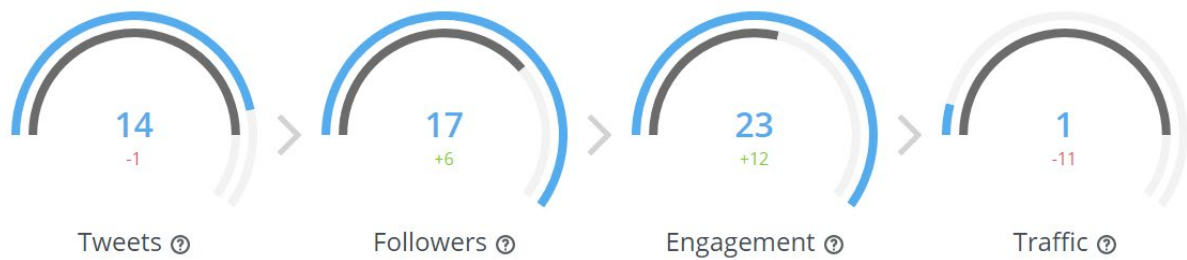 14 17 23 1
-1 +6 +12 -11
Tweets ? Followers ? Engagement ? Traffic ?